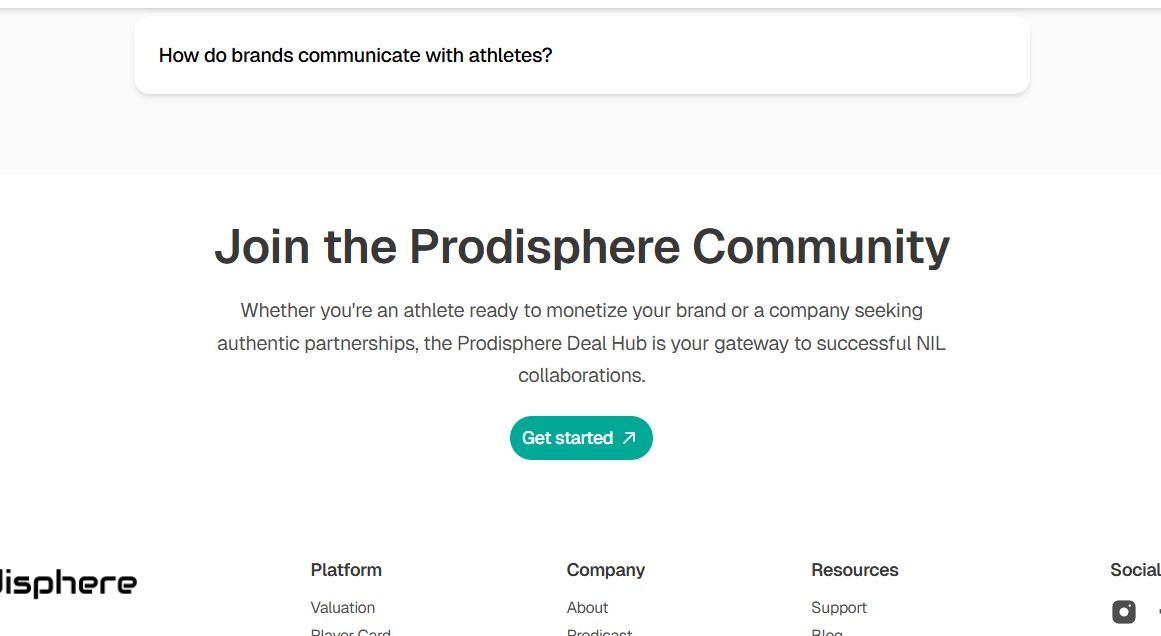 How do brands communicate with athletes?
Join the Prodisphere Community
Whether you're an athlete ready to monetize your brand or a company seeking
authentic partnerships, the Prodisphere Deal Hub is your gateway to successful NIL
collaborations.
Get started
disphere
Platform
Company
Resources
Social
Valuation
About
Support
Player Card
Prodicast
Blog